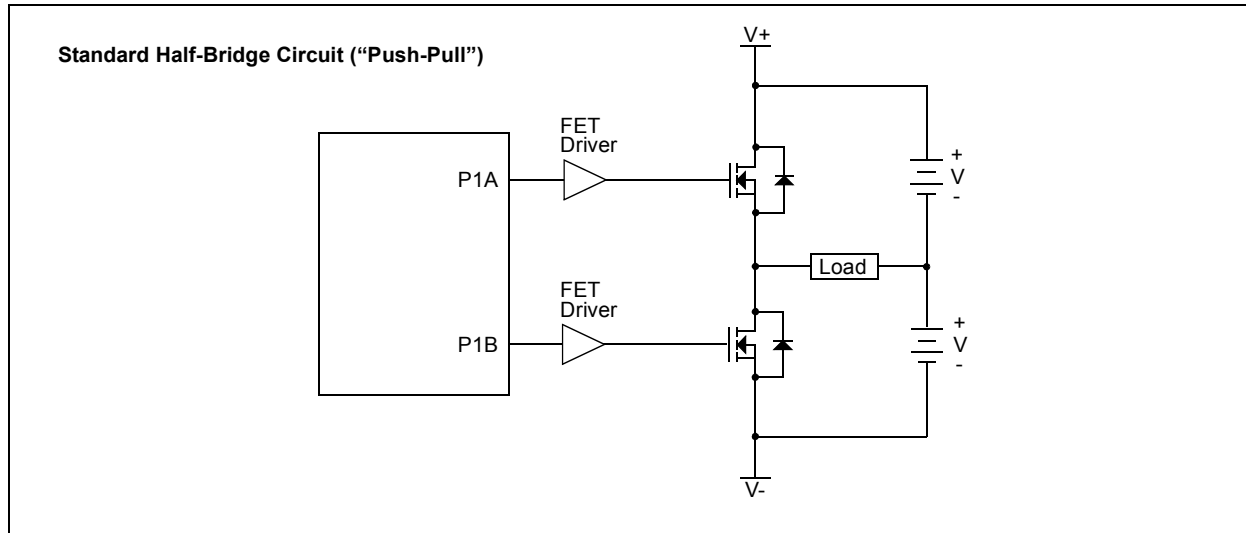 Standard Half-Bridge Circuit (“Push-Pull”)
V+
FET
Driver
P1A
+
V
-
Load
FET
Driver
P1B
+
V
-
V-